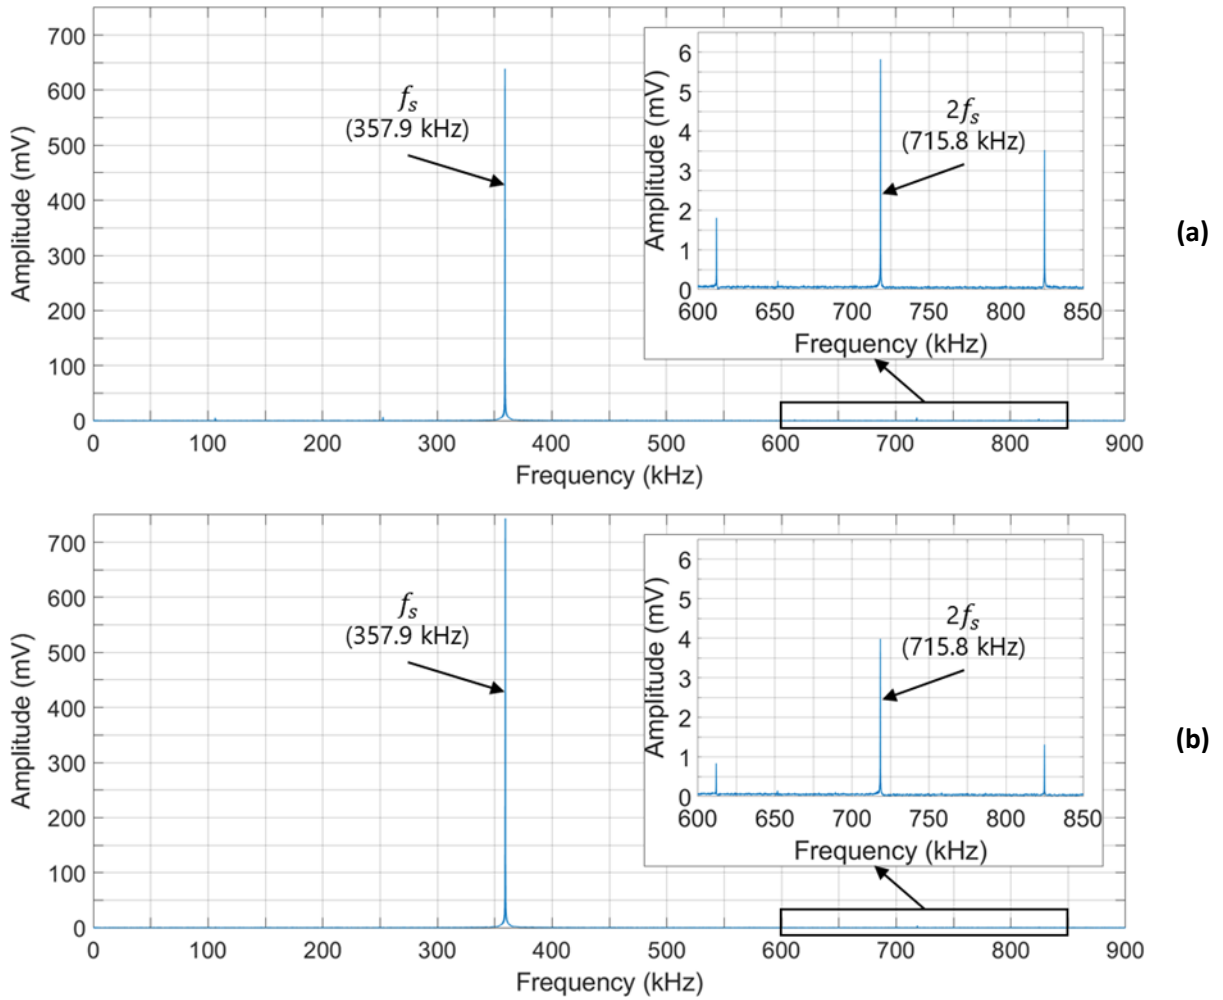 700
600
500
400
300
200
100
0
Amplitude (mV)
fₛ
(357.9 kHz)
6
5
4
3
2
1
0
Amplitude (mV)
2fₛ
(715.8 kHz)
600 650 700 750 800 850
Frequency (kHz)
0 100 200 300 400 500 600 700 800 900
Frequency (kHz)
(a)
700
600
500
400
300
200
100
0
Amplitude (mV)
fₛ
(357.9 kHz)
6
5
4
3
2
1
0
Amplitude (mV)
2fₛ
(715.8 kHz)
600 650 700 750 800 850
Frequency (kHz)
0 100 200 300 400 500 600 700 800 900
Frequency (kHz)
(b)